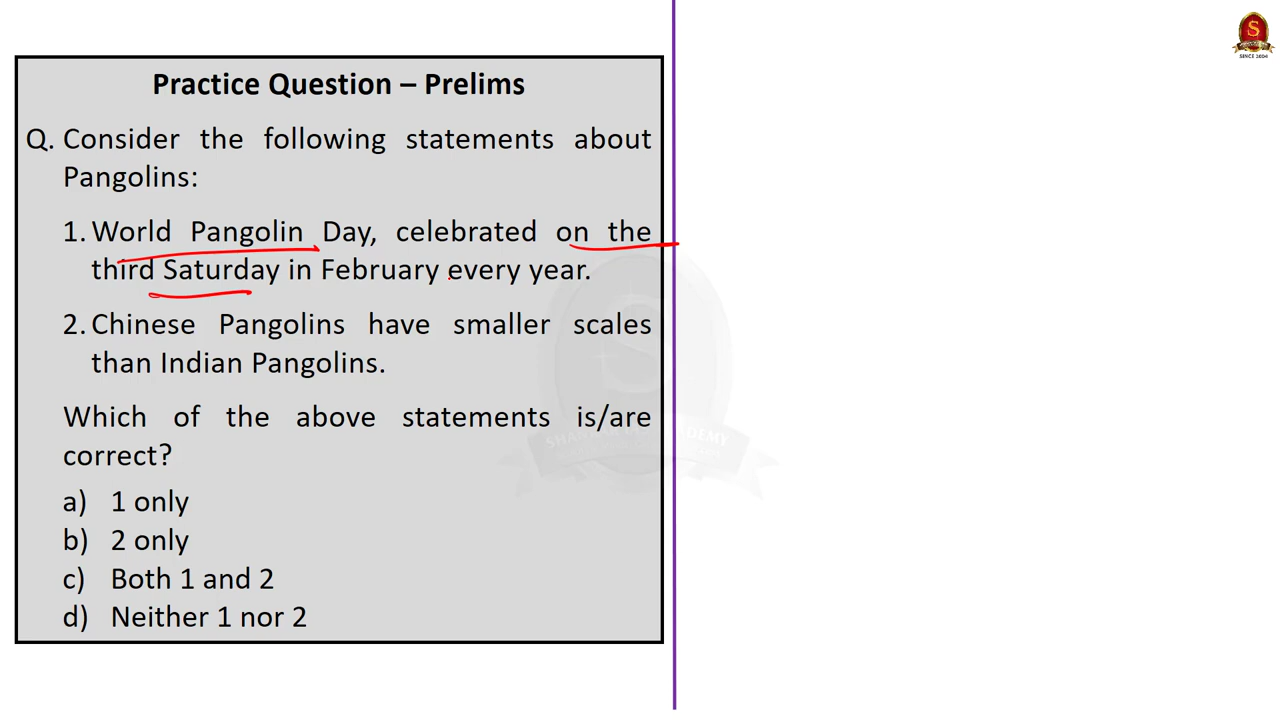 Practice Question – Prelims
Q. Consider the following statements about
Pangolins:
1. World Pangolin Day, celebrated on the
third Saturday in February every year.
2. Chinese Pangolins have smaller scales
than Indian Pangolins.
Which of the above statements is/are
correct?
a) 1 only
b) 2 only
c) Both 1 and 2
d) Neither 1 nor 2
S
SINCE 2004